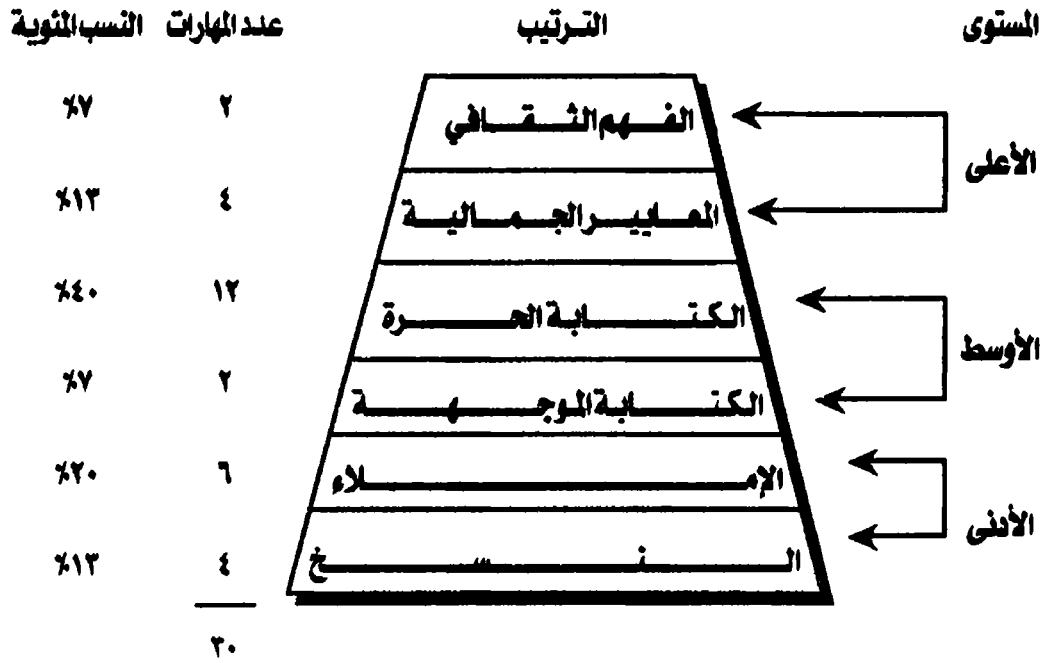 المستوى الترتيب عدد المهارات النسب المئوية
الفهم الثقافي ٢ ٧%
الأعلى
المعايير الجمالية ٤ ١٣%
الكتابة الحرة ١٢ ٤٠%
الأوسط
الكتابة الموجهة ٢ ٧%
الإملاء ٦ ٢٠%
الأدنى
النسخ ٤ ١٣%
٣٠